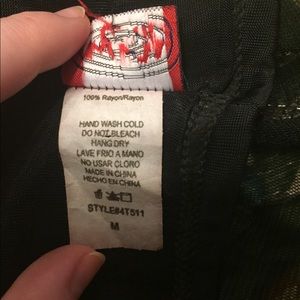 100% Rayon/Rayon
HAND WASH COLD
DO NOT BLEACH
HANG DRY
LAVE FRIO A MANO
NO USAR CLORO
MADE IN CHINA
HECHO EN CHINA
STYLE#4T511
M